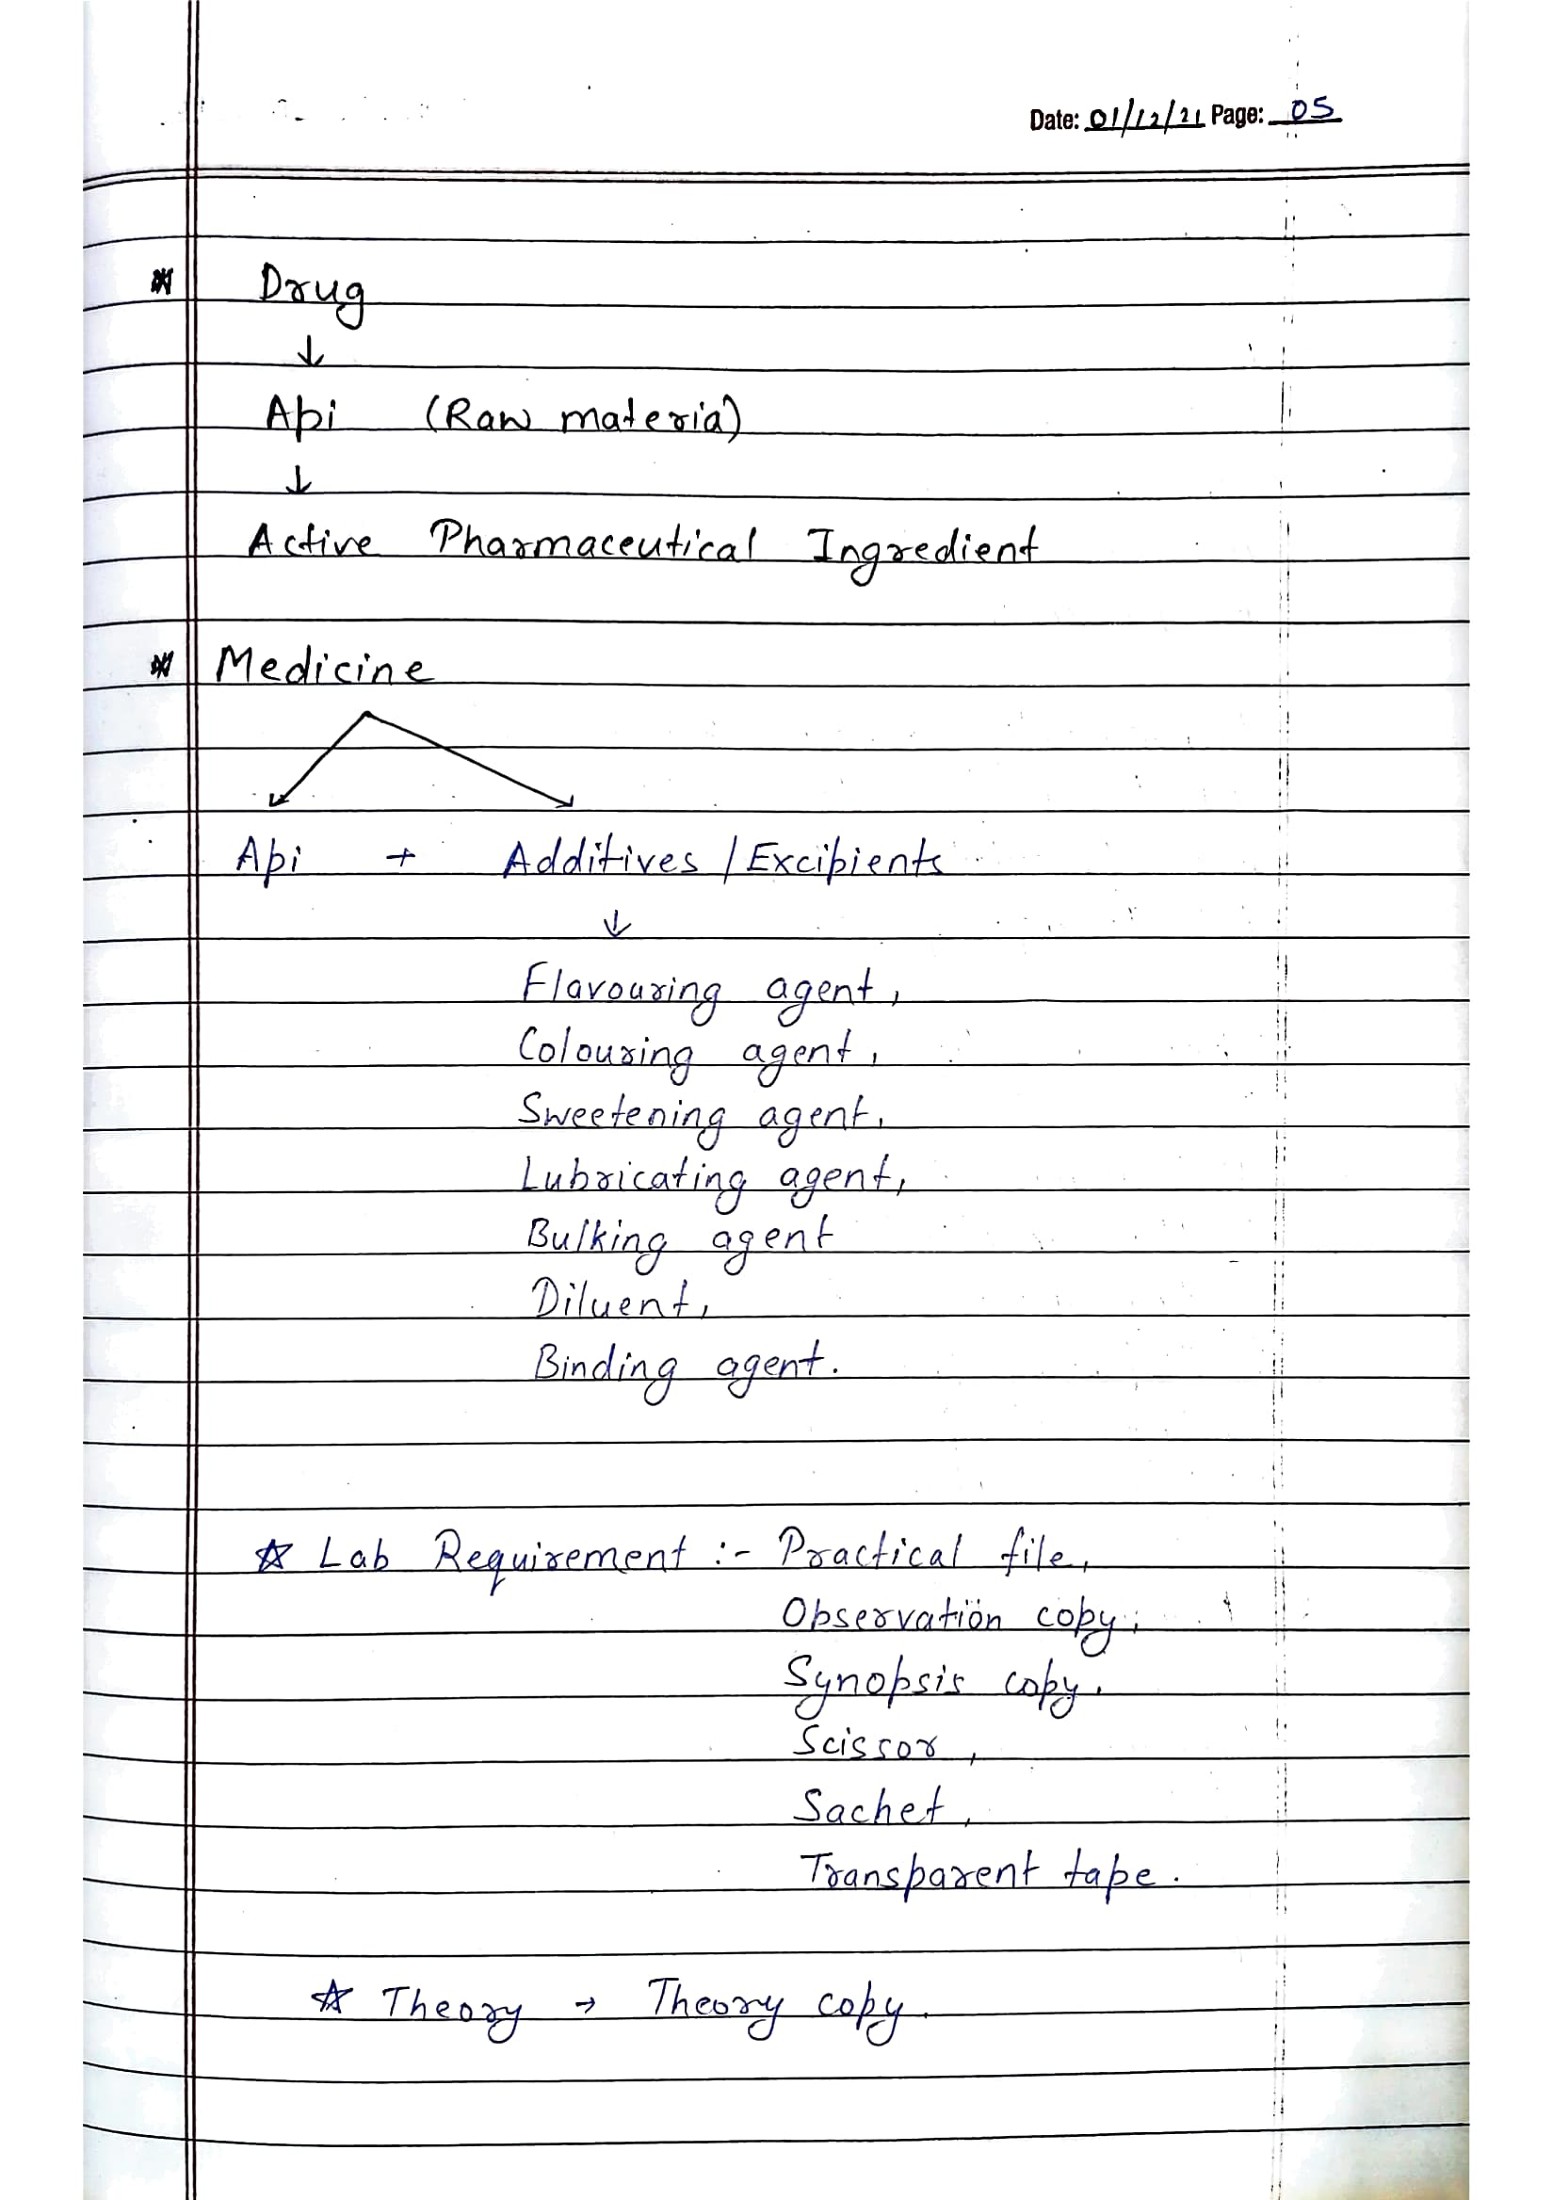 Date: 01/12/21 Page: 05
* Drug
↓
Api (Raw materia)
↓
Active Pharmaceutical Ingredient
* Medicine
Api + Additives / Excipients
↓
Flavouring agent,
Colouring agent,
Sweetening agent,
Lubricating agent,
Bulking agent
Diluent,
Binding agent.
☆ Lab Requirement :- Practical file,
Observation copy,
Synopsis copy.
Scissor,
Sachet,
Transparent tape.
☆ Theory → Theory copy.